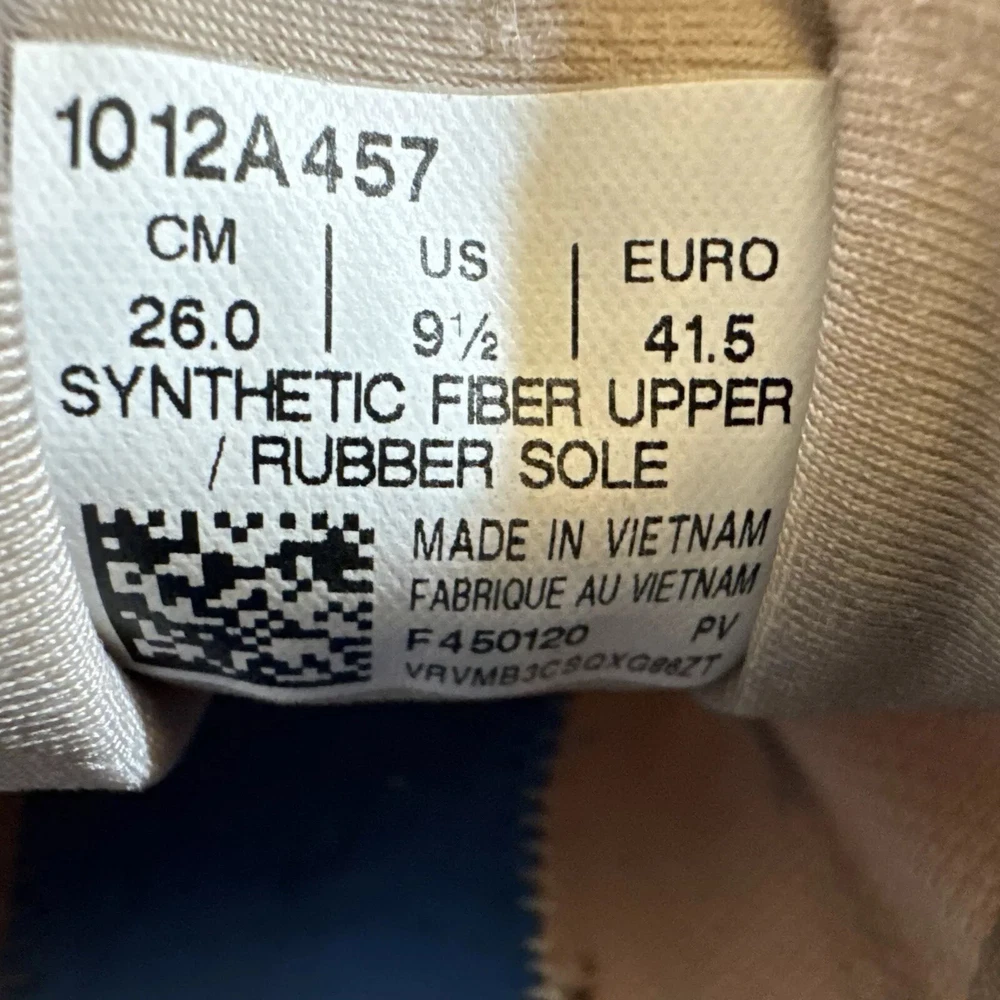 1012A457
CM | US | EURO
26.0 | 9½ | 41.5
SYNTHETIC FIBER UPPER
/ RUBBER SOLE
MADE IN VIETNAM
FABRIQUE AU VIETNAM
F450120 PV